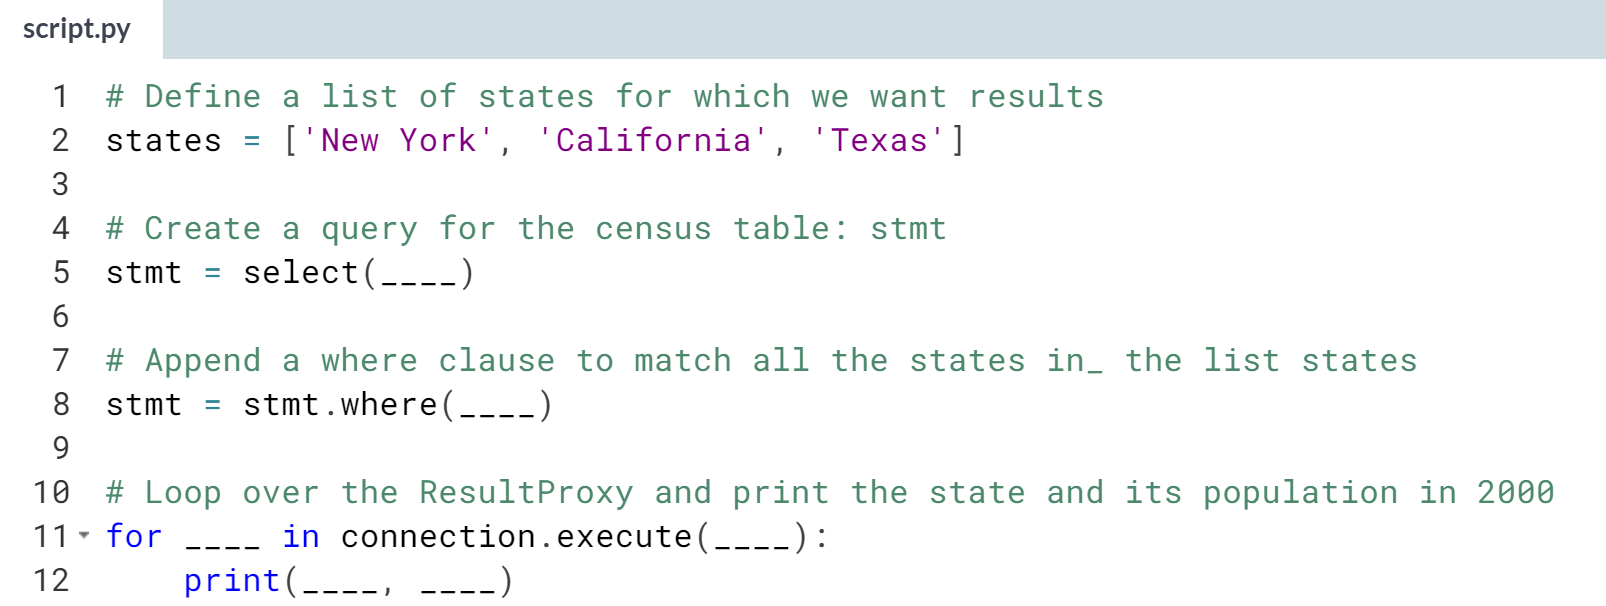 script.py
1 # Define a list of states for which we want results
2 states = ['New York', 'California', 'Texas']
3
4 # Create a query for the census table: stmt
5 stmt = select(____)
6
7 # Append a where clause to match all the states in_ the list states
8 stmt = stmt.where(____)
9
10 # Loop over the ResultProxy and print the state and its population in 2000
11 for ____ in connection.execute(____):
12     print(____, ____)